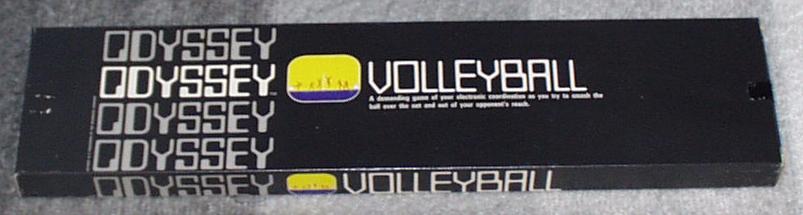 ODYSSEY
ODYSSEY
ODYSSEY
ODYSSEY
VOLLEYBALL
A demanding game of your electronic coordination as you try to smash the
ball over the net and out of your opponent's reach.
ODYSSEY VOLLEYBALL